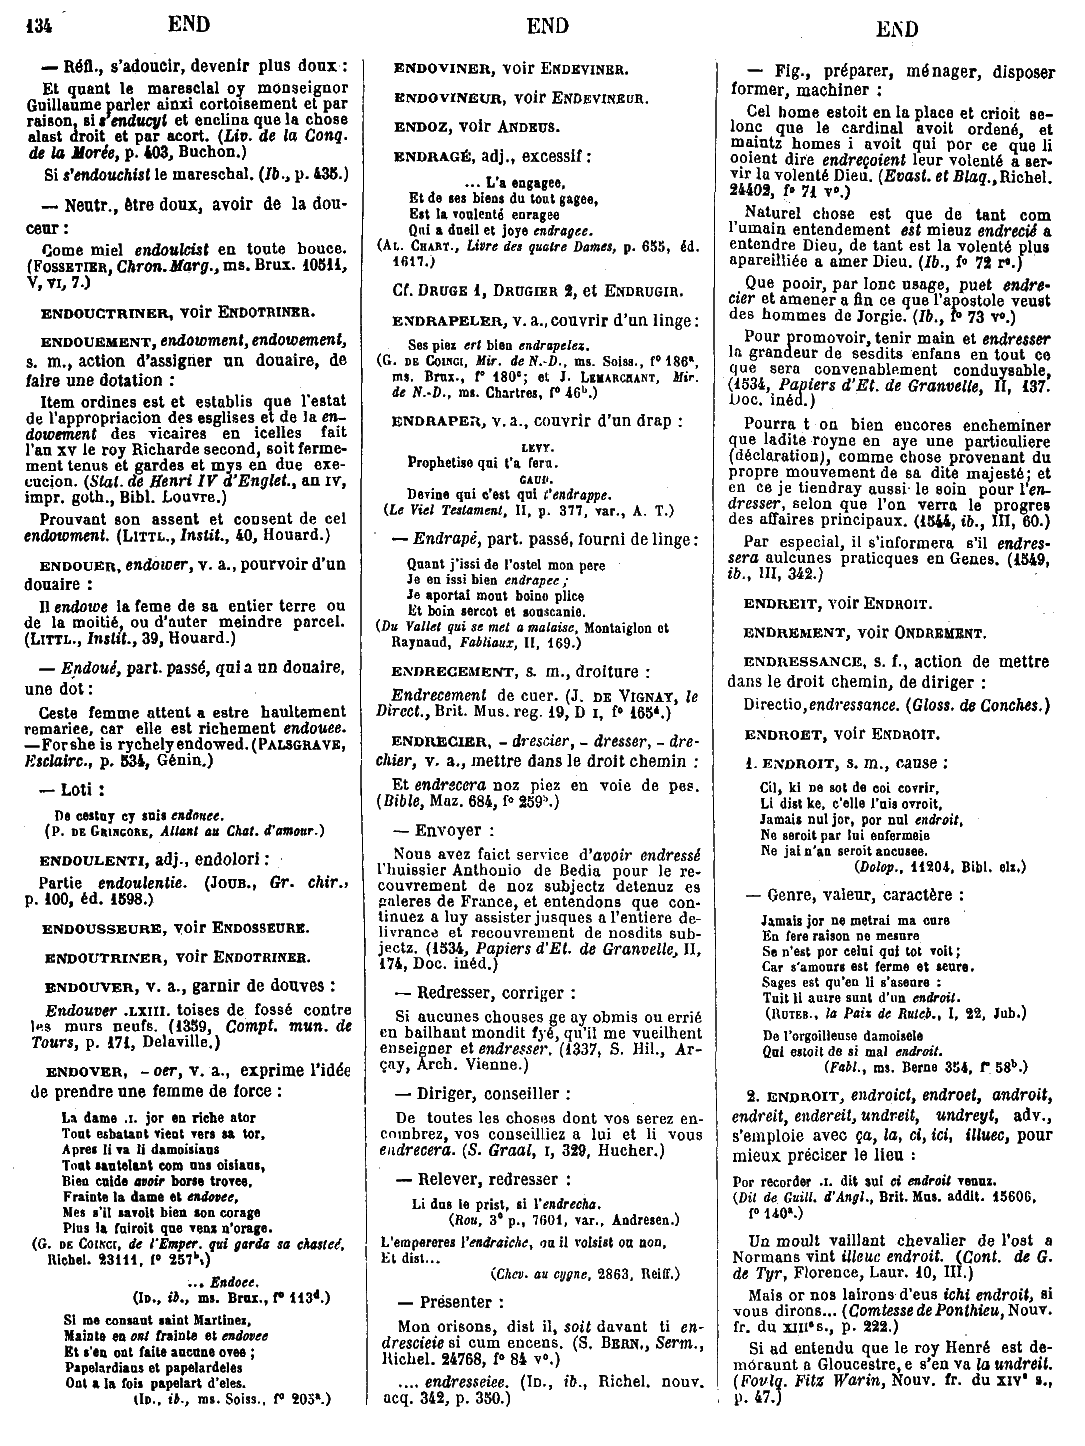 134 END END END
— Réfl., s'adoucir, devenir plus doux :
Et quant le maresclal oy monseignor
Guillaume parler ainxi cortoisement et par
raison, si s'enducyt et enclina que la chose
alast droit et par acort. (Liv. de la Conq.
de la Morée, p. 403, Buchon.)
Si s'endouchist le mareschal. (Ib., p. 435.)
— Neutr., être doux, avoir de la dou-
ceur :
Come miel endoulcist en toute bouce.
(FOSSETIER, Chron. Marg., ms. Brux. 10511,
V, VI, 7.)
ENDOUCTRINER, voir ENDOTRINER.
ENDOUEMENT, endowment, endowement,
s. m., action d'assigner un douaire, de
faire une dotation :
Item ordines est et establis que l'estat
de l'appropriacion des esglises et de la en-
dowement des vicaires en icelles fait
l'an xv le roy Richarde second, soit ferme-
ment tenus et gardes et mys en due exe-
cucion. (Stat. de Henri IV d'Englet., an IV,
impr. goth., Bibl. Louvre.)
Prouvant son assent et consent de cel
endowment. (LITTL., Instit., 40, Houard.)
ENDOUER, endower, v. a., pourvoir d'un
douaire :
Il endowe la feme de sa entier terre ou
de la moitié, ou d'auter meindre parcel.
(LITTL., Instit., 39, Houard.)
— Endoué, part. passé, qui a un douaire,
une dot :
Ceste femme attent a estre haultement
remariee, car elle est richement endouee.
— For she is rychely endowed. (PALSGRAVE,
Esclairc., p. 534, Génin.)
— Loti :
De cestuy cy suis endouee.
(P. DE GRINGORE, Allant au Chat. d'amour.)
ENDOULENTI, adj., endolori :
Partie endoulentie. (JOUB., Gr. chir.,
p. 100, éd. 1598.)
ENDOUSSEURE, voir ENDOSSEURE.
ENDOUTRINER, voir ENDOTRINER.
ENDOUVER, v. a., garnir de douves :
Endouver .LXIII. toises de fossé contre
les murs neufs. (1359, Compt. mun. de
Tours, p. 171, Delaville.)
ENDOVER, - oer, v. a., exprime l'idée
de prendre une femme de force :
La dame .I. jor en riche ator
Tout esbatant vient vers sa tor,
Apres li va li damoisians
Tout sautelant com uns oisians,
Bien cuide avoir borse trovee,
Frainte la dame et endovee,
Mes s'il savoit bien son corage
Plus la fuiroit que venz n'orage.
(G. DE COINCI, de l'Emper. qui garda sa chasteé,
Richel. 23111, f° 257b.)
... Endoee.
(ID., ib., ms. Brux., f° 113d.)
Si me consaut saint Martinez,
Mainte en ont frainte et endovee
Et s'en ont faite aucune ovee ;
Papelardians et papelardeles
Ont a la fois papelart d'eles.
(ID., ib., ms. Soiss., f° 205a.)
ENDOVINER, voir ENDEVINER.
ENDOVINEUR, voir ENDEVINEUR.
ENDOZ, voir ANDEUS.
ENDRAGÉ, adj., excessif :
... L'a engagee,
Et de ses biens du tout gagee,
Est la voulenté enragee
Qui a dueil et joye endragee.
(AL. CHART., Livre des quatre Dames, p. 655, éd.
1617.)
Cf. DRUGE 1, DRUGIER 2, et ENDRUGIR.
ENDRAPELER, v. a., couvrir d'un linge :
Ses piez ert bien endrapelez.
(G. DE COINCI, Mir. de N.-D., ms. Soiss., f° 186a,
ms. Brux., f° 180c; et J. LEMARCHANT, Mir.
de N.-D., ms. Chartres, f° 46b.)
ENDRAPER, v. a., couvrir d'un drap :
LEVY.
Prophetise qui t'a feru.
GAUD.
Devine qui c'est qui t'endrappe.
(Le Viel Testament, II, p. 377, var., A. T.)
— Endrapé, part. passé, fourni de linge :
Quant j'issi de l'ostel mon pere
Je en issi bien endrapee ;
Je aportai mout boine plice
Et boin sercot et souscanie.
(Du Vallet qui se met a malaise, Montaiglon et
Raynaud, Fabliaux, II, 169.)
ENDRECEMENT, s. m., droiture :
Endrecement de cuer. (J. DE VIGNAY, le
Direct., Brit. Mus. reg. 19, D I, f° 165d.)
ENDRECIER, - drescier, - dresser, - dre-
chier, v. a., mettre dans le droit chemin :
Et endrecera noz piez en voie de pes.
(Bible, Maz. 684, f° 259b.)
— Envoyer :
Nous avez faict service d'avoir endressé
l'huissier Anthonio de Bedia pour le re-
couvrement de noz subjectz detenuz es
galeres de France, et entendons que con-
tinuez a luy assister jusques a l'entiere de-
livrance et recouvrement de nosdits sub-
jectz. (1534, Papiers d'Et. de Granvelle, II,
174, Doc. inéd.)
— Redresser, corriger :
Si aucunes chouses ge ay obmis ou errié
en bailhant mondit fyé, qu'il me vueilhent
enseigner et endresser. (1337, S. Hil., Ar-
çay, Arch. Vienne.)
— Diriger, conseiller :
De toutes les choses dont vos serez en-
combrez, vos conseilliez a lui et li vous
endrecera. (S. Graal, I, 329, Hucher.)
— Relever, redresser :
Li dus le prist, si l'endrecha.
(Rou, 3e p., 7601, var., Andresen.)
L'empereres l'endraiche, ou il volsist ou non,
Et dist...
(Chev. au cygne, 2863, Reiff.)
— Présenter :
Mon orisons, dist il, soit davant ti en-
drescieie si cum encens. (S. BERN., Serm.,
Richel. 24768, f° 84 v°.)
.... endresseiee. (ID., ib., Richel. nouv.
acq. 342, p. 350.)
— Fig., préparer, ménager, disposer
former, machiner :
Cel home estoit en la place et crioit se-
lonc que le cardinal avoit ordené, et
maintz homes i avoit qui por ce que li
ooient dire endreçoient leur volenté a ser-
vir la volenté Dieu. (Evast. et Blaq., Richel.
24402, f° 71 v°.)
Naturel chose est que de tant com
l'umain entendement est mieuz endrecié a
entendre Dieu, de tant est la volenté plus
apareilliée a amer Dieu. (Ib., f° 72 r°.)
Que pooir, par lonc usage, puet endre-
cier et amener a fin ce que l'apostole veust
des hommes de Jorgie. (Ib., f° 73 v°.)
Pour promovoir, tenir main et endresser
la grandeur de sesdits enfans en tout ce
que sera convenablement conduysable,
(1534, Papiers d'Et. de Granvelle, II, 137.
Doc. inéd.)
Pourra t on bien encores encheminer
que ladite royne en aye une particuliere
(déclaration), comme chose provenant du
propre mouvement de sa dite majesté; et
en ce je tiendray aussi le soin pour l'en-
dresser, selon que l'on verra le progres
des affaires principaux. (1544, ib., III, 60.)
Par especial, il s'informera s'il endres-
sera aulcunes praticques en Genes. (1549,
ib., III, 342.)
ENDREIT, voir ENDROIT.
ENDREMENT, voir ONDREMENT.
ENDRESSANCE, s. f., action de mettre
dans le droit chemin, de diriger :
Directio, endressance. (Gloss. de Conches.)
ENDROET, voir ENDROIT.
1. ENDROIT, s. m., cause :
Cil, ki ne sot de coi covrir,
Li dist ke, c'elle l'uis ovroit,
Jamais nul jor, por nul endroit,
Ne seroit par lui enfermeie
Ne jai n'an seroit ancusee.
(Dolop., 11204, Bibl. elz.)
— Genre, valeur, caractère :
Jamais jor ne metrai ma cure
En fere raison ne mesure
Se n'est por celui qui tot voit ;
Car s'amours est ferme et seure.
Sages est qu'en li s'aseure :
Tuit li autre sunt d'un endroit.
(RUTEB., la Paix de Ruteb., I, 22, Jub.)
De l'orgoilleuse damoisele
Qui estoit de si mal endroit.
(Fabl., ms. Berne 354, f° 58b.)
2. ENDROIT, endroict, endroet, androit,
endreit, endereit, undreit, undreyt, adv.,
s'emploie avec ça, la, ci, ici, illuec, pour
mieux préciser le lieu :
Por recorder .I. dit sui ci endroit venuz.
(Dit de Guill. d'Angl., Brit. Mus. addit. 15606,
f° 140a.)
Un moult vaillant chevalier de l'ost a
Normans vint illeuc endroit. (Cont. de G.
de Tyr, Florence, Laur. 10, III.)
Mais or nos lairons d'eus ichi endroit, si
vous dirons... (Comtesse de Ponthieu, Nouv.
fr. du XIIIe s., p. 222.)
Si ad entendu que le roy Henré est de-
móraunt a Gloucestre, e s'en va la undreit.
(Foulq. Fitz Warin, Nouv. fr. du XIVe s.,
p. 47.)